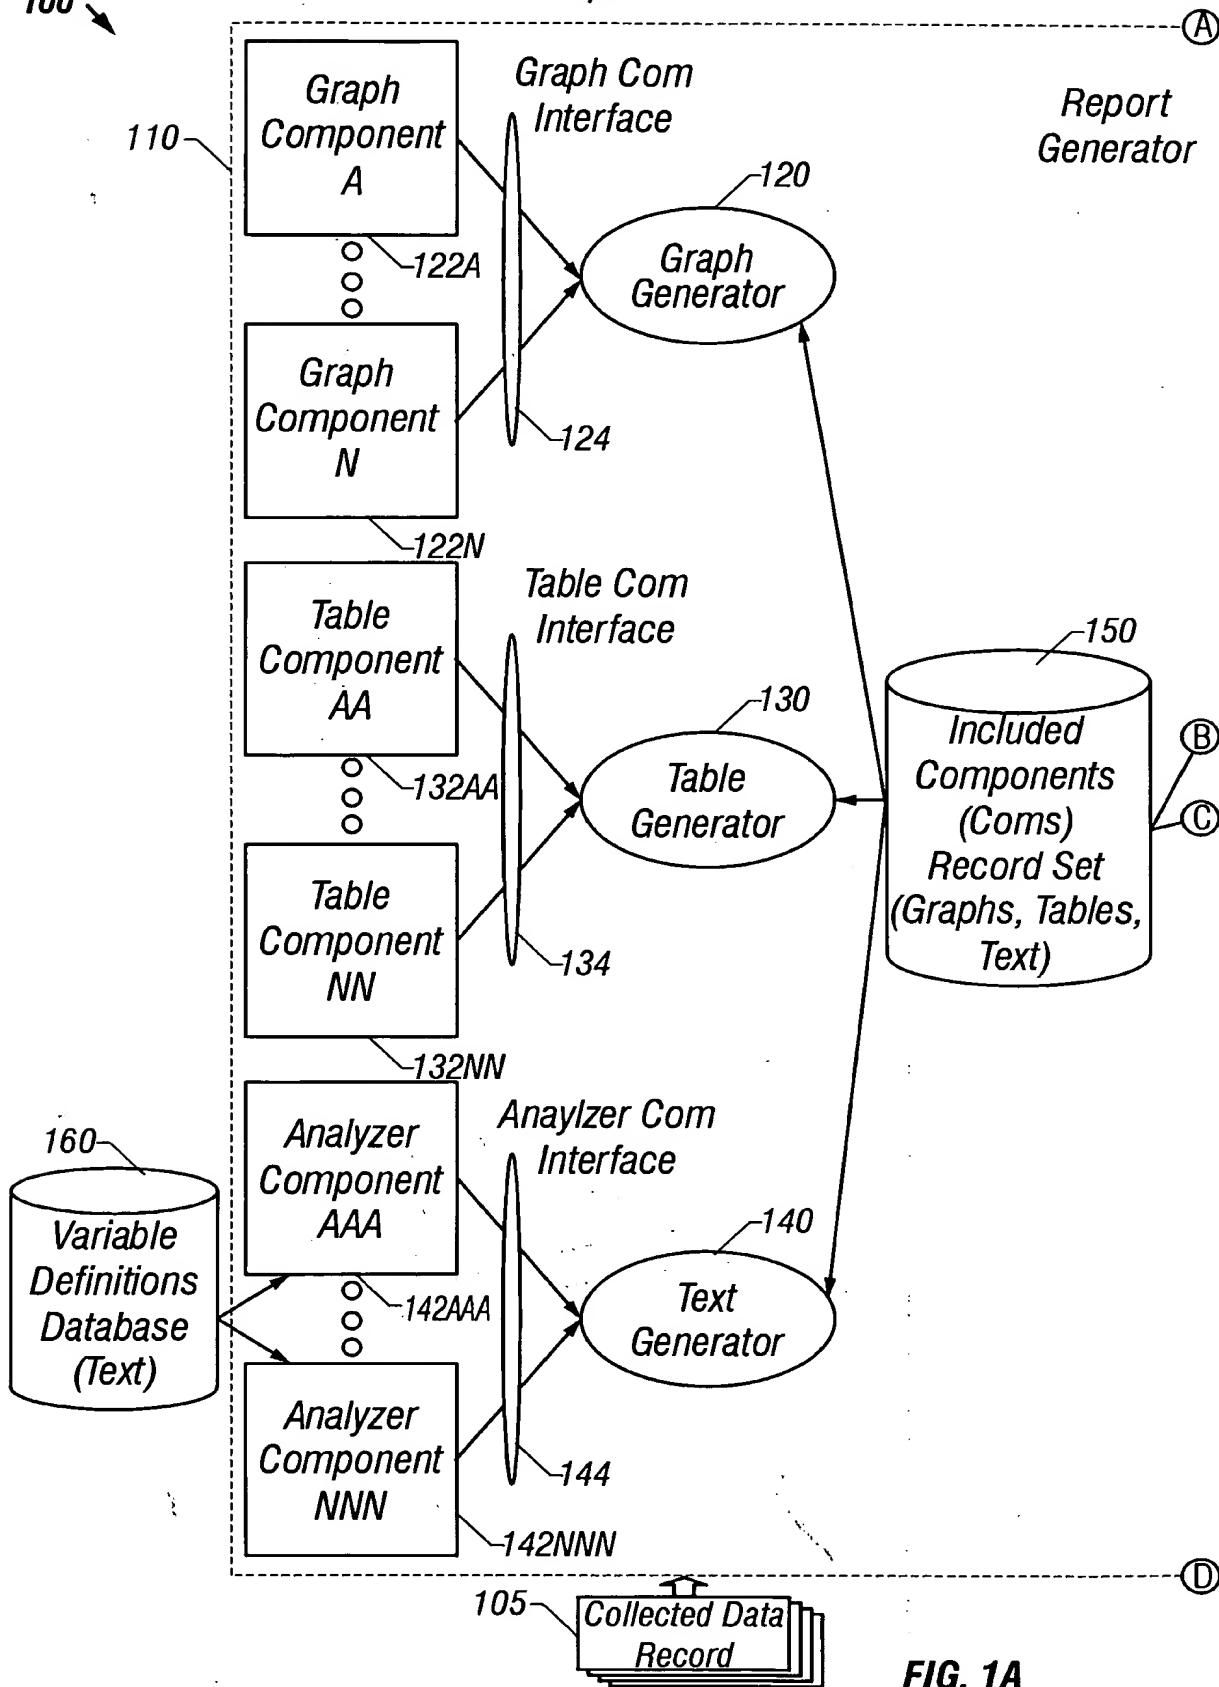 100
A
Graph
Component
A
Graph Com
Interface
Report
Generator
110
120
122A
Graph
Generator
Graph
Component
N
124
122N
Table
Component
AA
Table Com
Interface
150
130
132AA
Table
Generator
Included
Components
(Coms)
Record Set
(Graphs, Tables,
Text)
B
C
Table
Component
NN
134
132NN
Analyzer
Component
AAA
Anaylzer Com
Interface
160
Variable
Definitions
Database
(Text)
140
142AAA
Text
Generator
Analyzer
Component
NNN
144
142NNN
D
105
Collected Data
Record
FIG. 1A